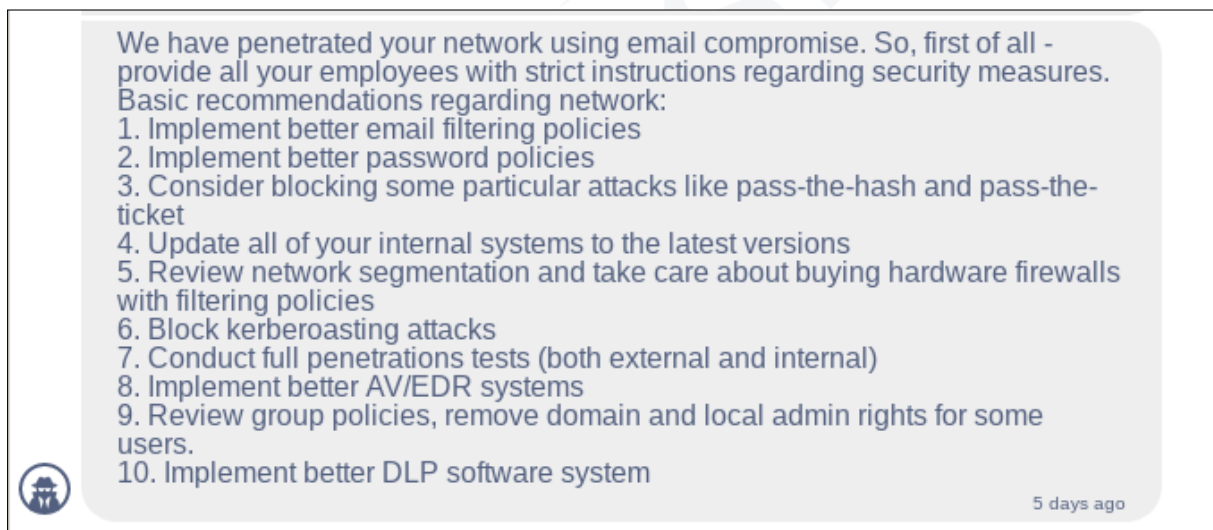 We have penetrated your network using email compromise. So, first of all -
provide all your employees with strict instructions regarding security measures.
Basic recommendations regarding network:
1. Implement better email filtering policies
2. Implement better password policies
3. Consider blocking some particular attacks like pass-the-hash and pass-the-
ticket
4. Update all of your internal systems to the latest versions
5. Review network segmentation and take care about buying hardware firewalls
with filtering policies
6. Block kerberoasting attacks
7. Conduct full penetrations tests (both external and internal)
8. Implement better AV/EDR systems
9. Review group policies, remove domain and local admin rights for some
users.
10. Implement better DLP software system
5 days ago